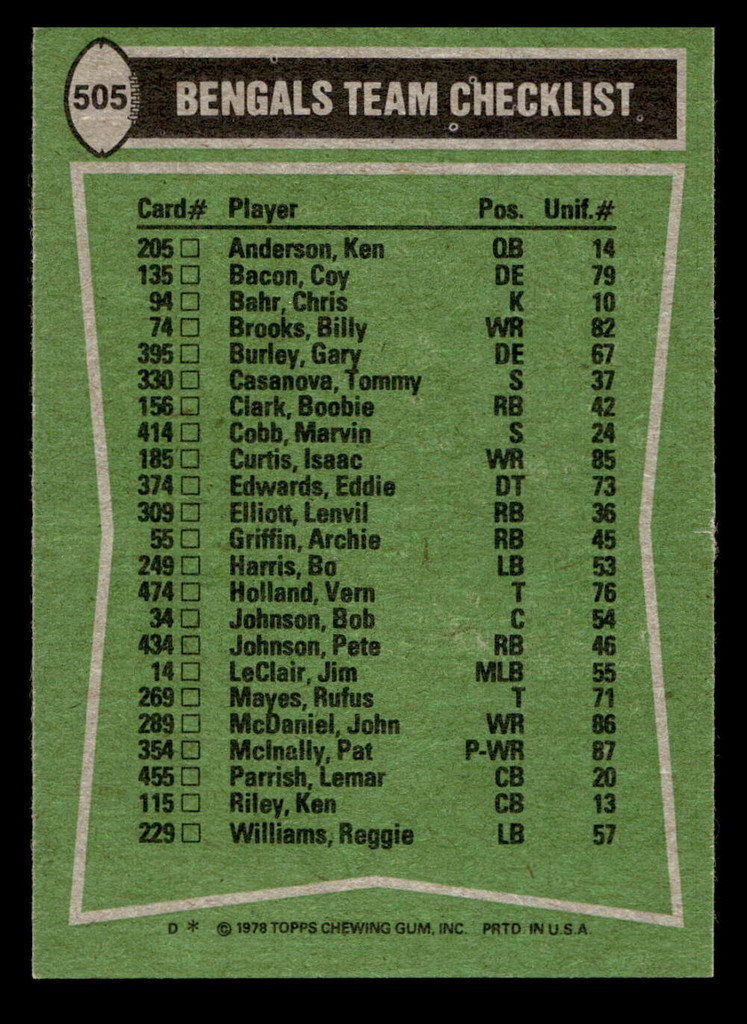 505 BENGALS TEAM CHECKLIST
Card# Player Pos. Unif.#
205 □ Anderson, Ken QB 14
135 □ Bacon, Coy DE 79
94 □ Bahr, Chris K 10
74 □ Brooks, Billy WR 82
395 □ Burley, Gary DE 67
330 □ Casanova, Tommy S 37
156 □ Clark, Boobie RB 42
414 □ Cobb, Marvin S 24
185 □ Curtis, Isaac WR 85
374 □ Edwards, Eddie DT 73
309 □ Elliott, Lenvil RB 36
55 □ Griffin, Archie RB 45
249 □ Harris, Bo LB 53
474 □ Holland, Vern T 76
34 □ Johnson, Bob C 54
434 □ Johnson, Pete RB 46
14 □ LeClair, Jim MLB 55
269 □ Mayes, Rufus T 71
289 □ McDaniel, John WR 86
354 □ McInally, Pat P-WR 87
455 □ Parrish, Lemar CB 20
115 □ Riley, Ken CB 13
229 □ Williams, Reggie LB 57
D * © 1978 TOPPS CHEWING GUM, INC. PRTD. IN U.S.A.